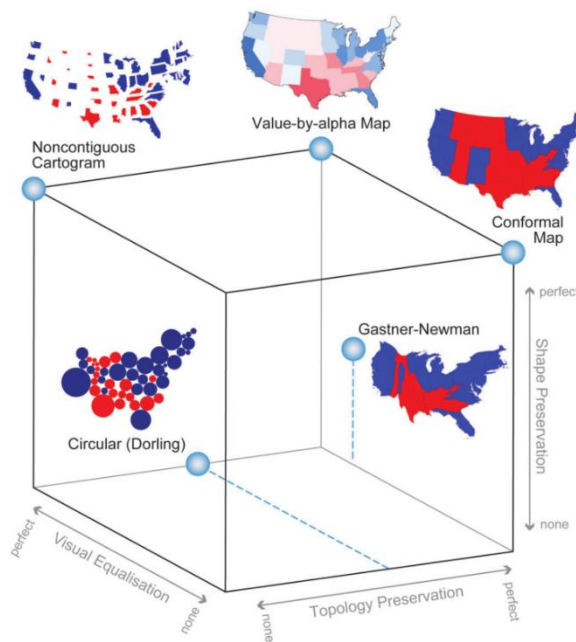 Noncontiguous
Cartogram
Value-by-alpha Map
Conformal
Map
Gastner-Newman
Circular (Dorling)
perfect
Shape Preservation
none
perfect
Visual Equalisation
none
none
Topology Preservation
perfect